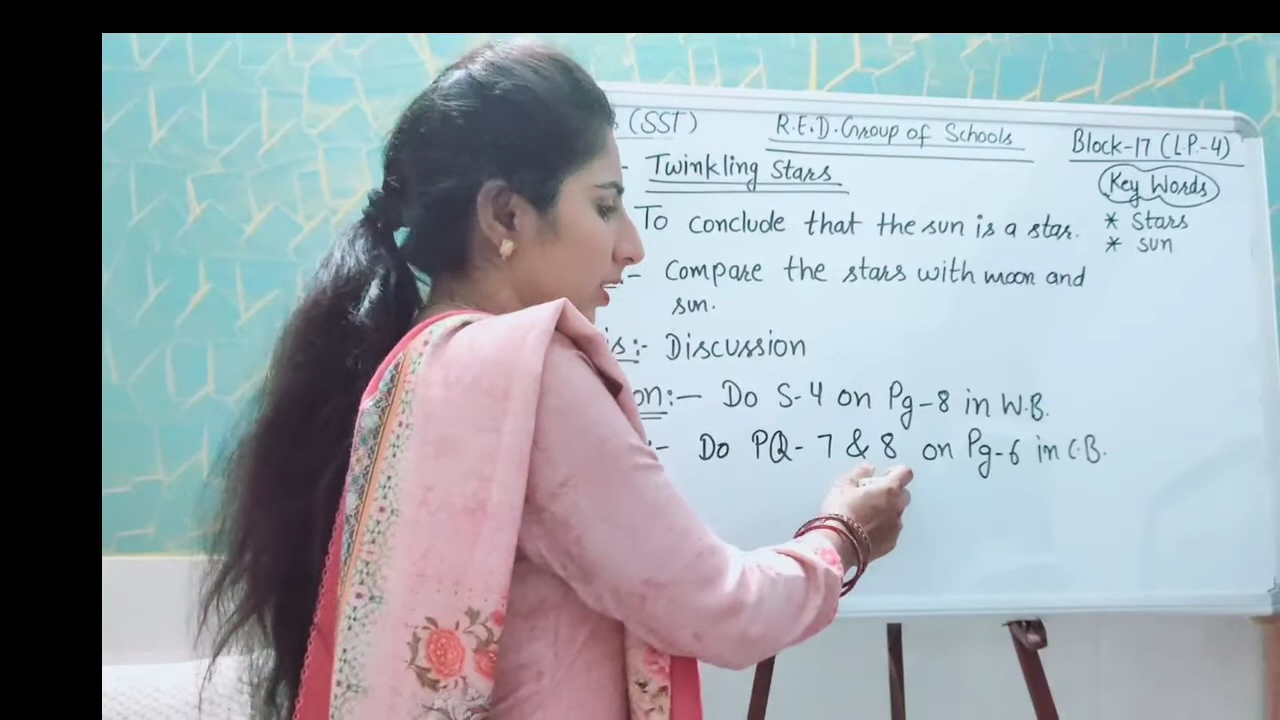 (SST) R.E.D. Group of Schools Block-17 (L.P-4)
- Twinkling Stars
Key Words
To conclude that the sun is a star.
* Stars
* sun
- Compare the stars with moon and
sun.
is:- Discussion
on:- Do S-4 on Pg-8 in W.B.
:- Do PQ- 7 & 8 on Pg-6 in C.B.